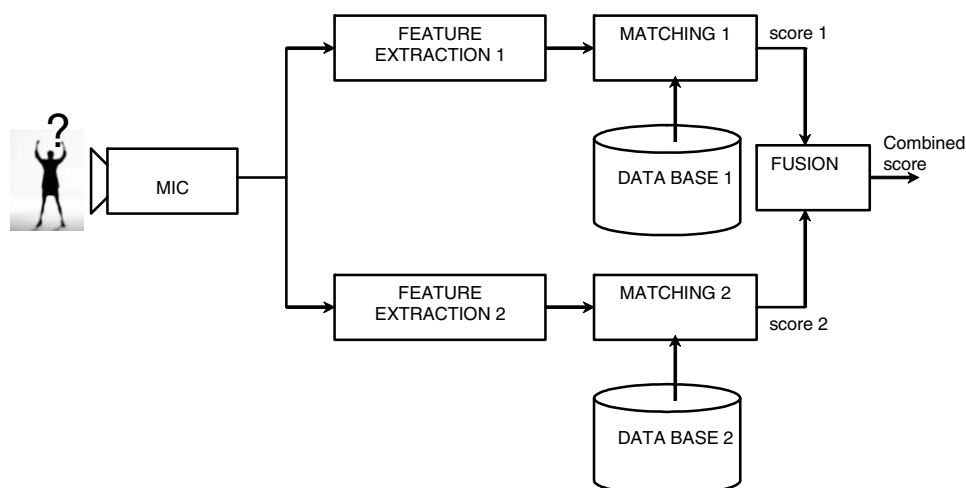 FEATURE
EXTRACTION 1
MATCHING 1
score 1
?
MIC
DATA BASE 1
FUSION
Combined
score
FEATURE
EXTRACTION 2
MATCHING 2
score 2
DATA BASE 2